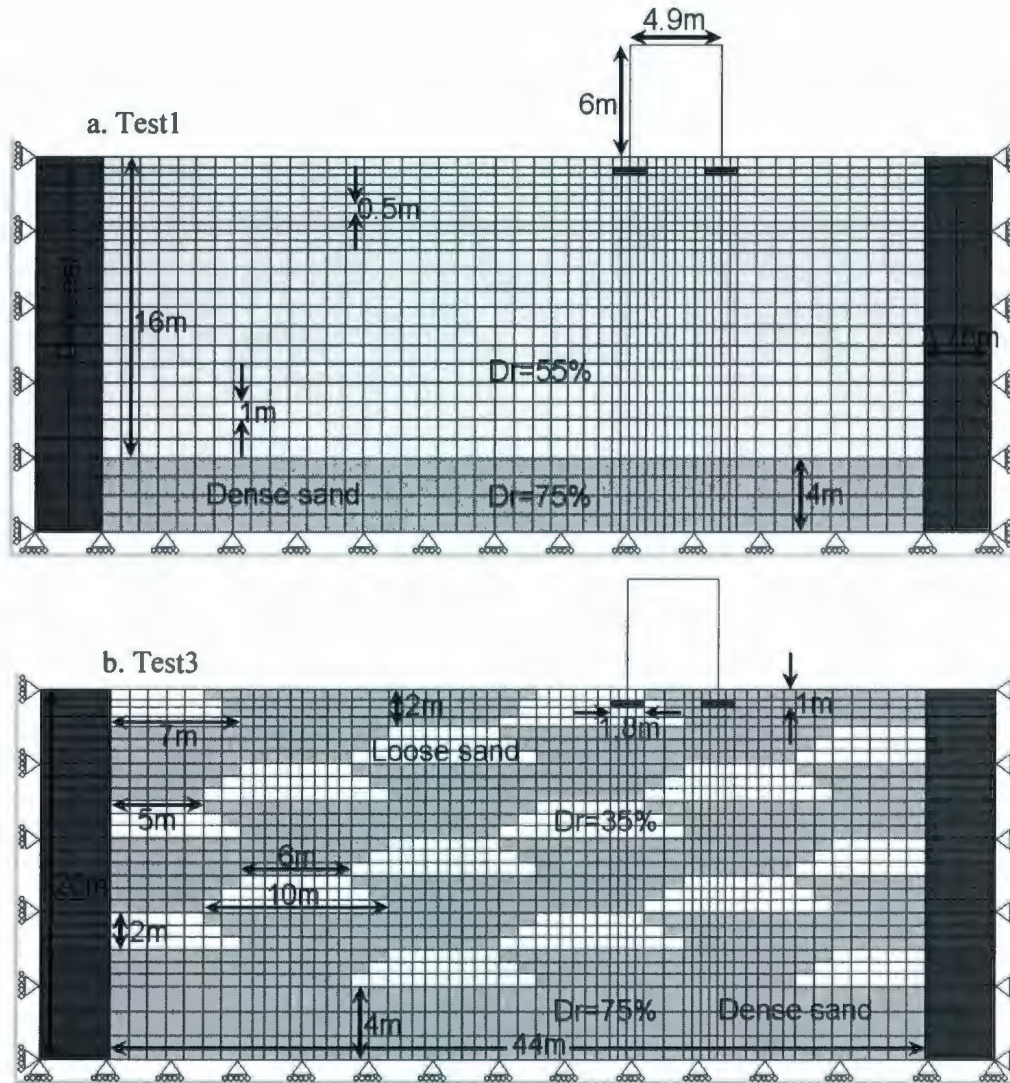 4.9m
6m
a. Test1
0.5m
16m
Dr=55%
1m
Dense sand
Dr=75%
4m
b. Test3
2m
1m
7m
1.8m
Loose sand
5m
Dr=35%
6m
20m
10m
2m
4m
Dr=75%
Dense sand
44m